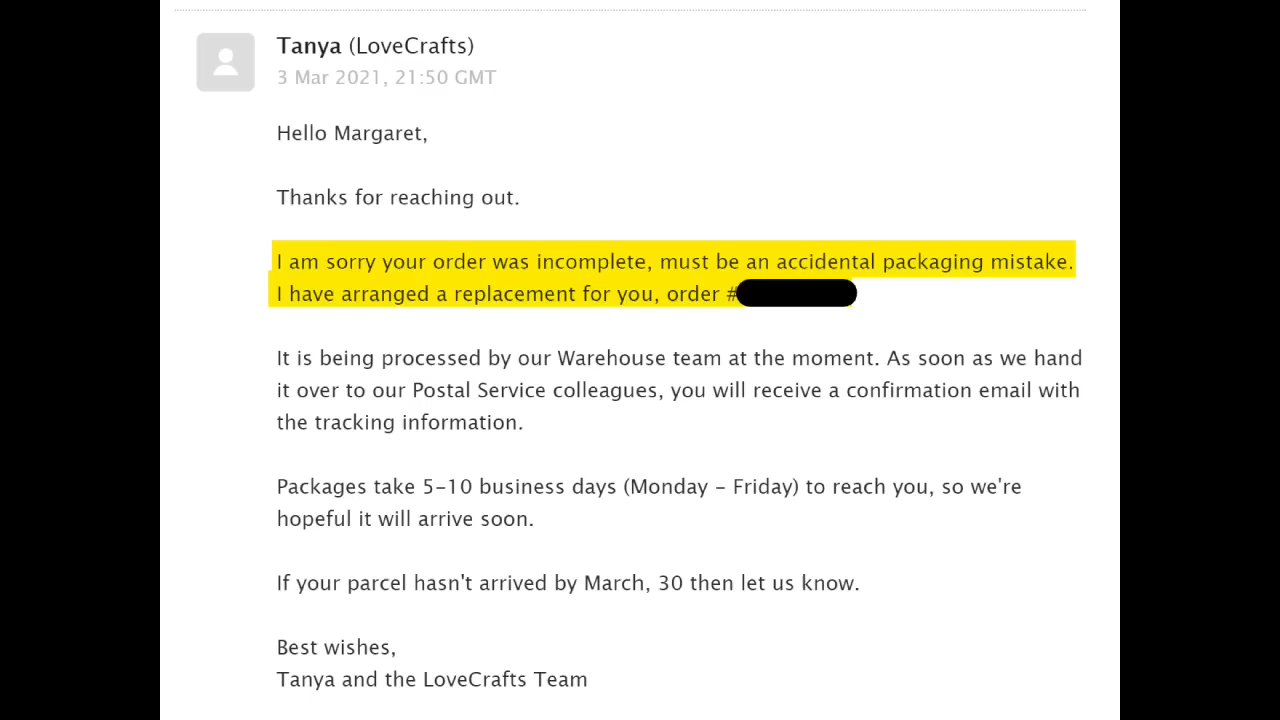 Tanya (LoveCrafts)
3 Mar 2021, 21:50 GMT
Hello Margaret,
Thanks for reaching out.
I am sorry your order was incomplete, must be an accidental packaging mistake.
I have arranged a replacement for you, order #
It is being processed by our Warehouse team at the moment. As soon as we hand
it over to our Postal Service colleagues, you will receive a confirmation email with
the tracking information.
Packages take 5-10 business days (Monday - Friday) to reach you, so we're
hopeful it will arrive soon.
If your parcel hasn't arrived by March, 30 then let us know.
Best wishes,
Tanya and the LoveCrafts Team